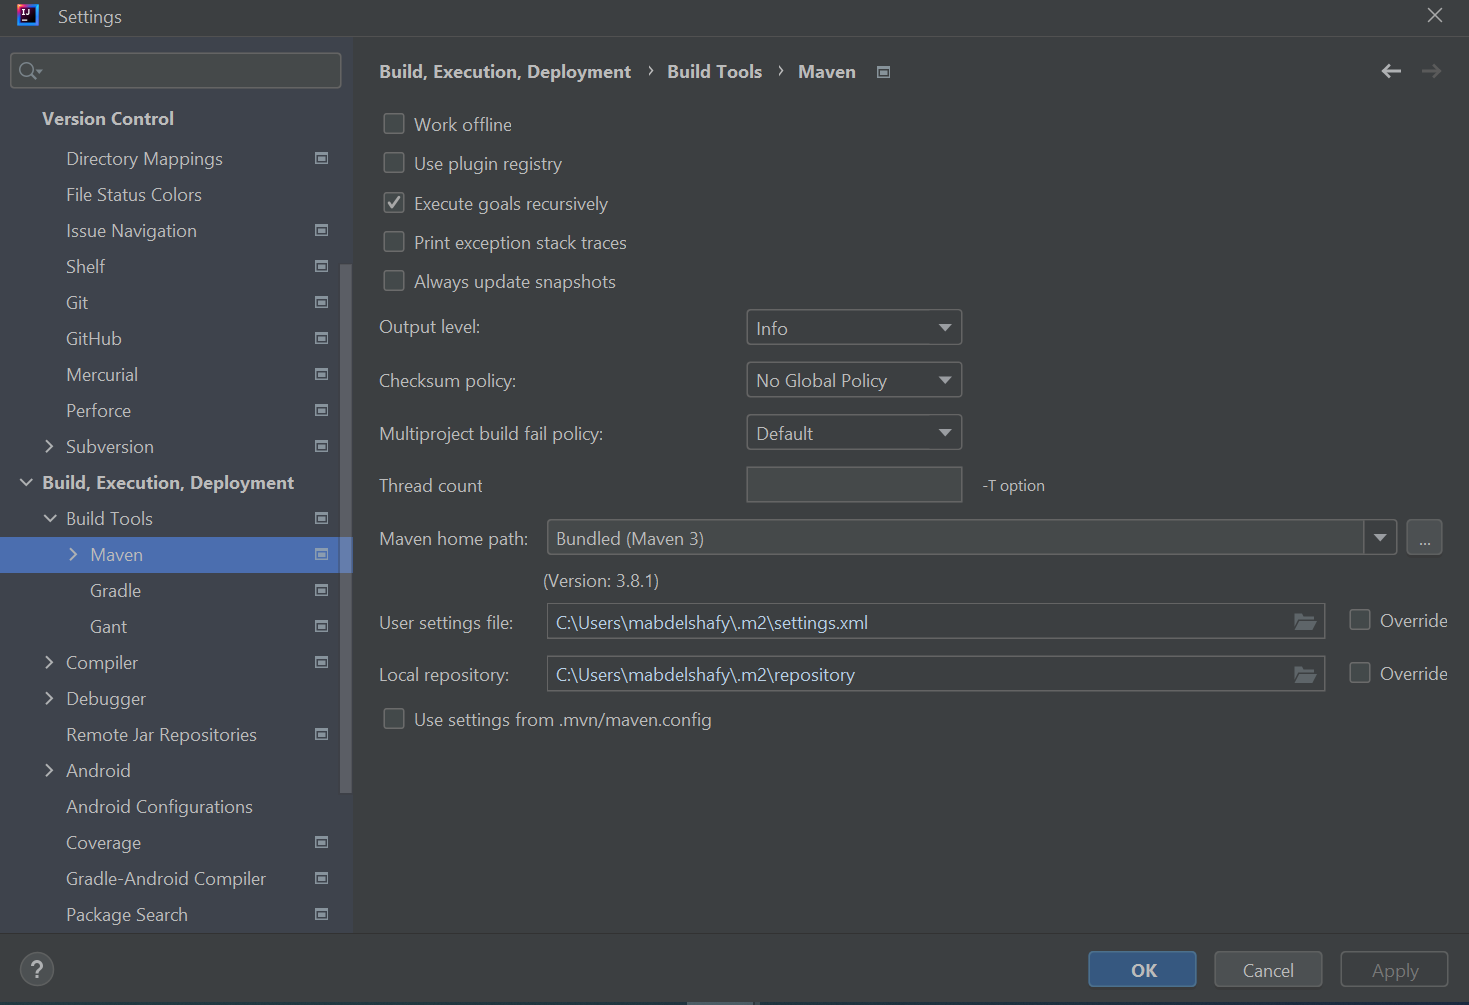 IJ
Settings
Version Control
Directory Mappings
File Status Colors
Issue Navigation
Shelf
Git
GitHub
Mercurial
Perforce
Subversion
Build, Execution, Deployment
Build Tools
Maven
Gradle
Gant
Compiler
Debugger
Remote Jar Repositories
Android
Android Configurations
Coverage
Gradle-Android Compiler
Package Search
Build, Execution, Deployment › Build Tools › Maven
Work offline
Use plugin registry
Execute goals recursively
Print exception stack traces
Always update snapshots
Output level: Info
Checksum policy: No Global Policy
Multiproject build fail policy: Default
Thread count -T option
Maven home path: Bundled (Maven 3) ...
(Version: 3.8.1)
User settings file: C:\Users\mabdelshafy\.m2\settings.xml Override
Local repository: C:\Users\mabdelshafy\.m2\repository Override
Use settings from .mvn/maven.config
? OK Cancel Apply